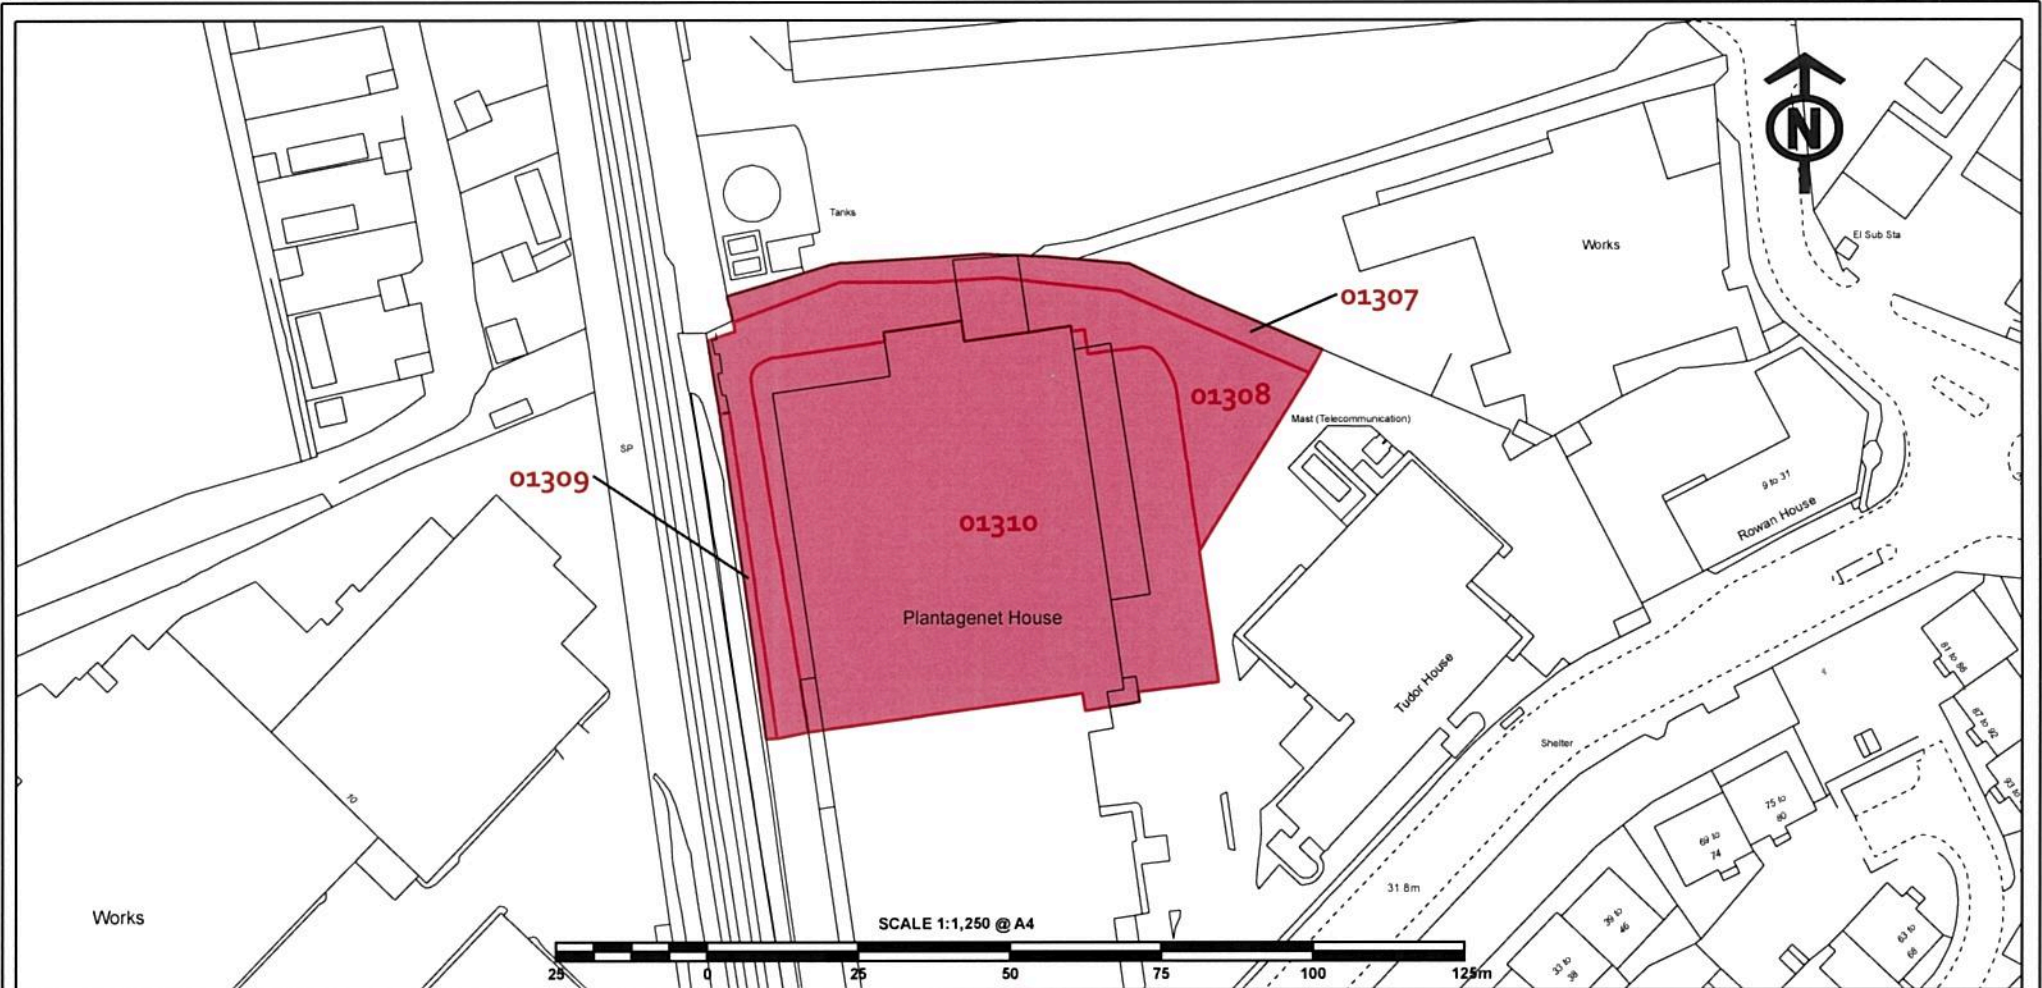 N
Tanks
El Sub Sta
Works
01307
01308
Mast (Telecommunication)
SP
01309
9 to 31
Rowan House
01310
Plantagenet House
Tudor House
81 to 86
87 to 92
93 to
Shelter
10
75 to
80
69 to
74
31.8m
Works
39 to
46
63 to
68
33 to
38
SCALE 1:1,250 @ A4
25 0 25 50 75 100 125m